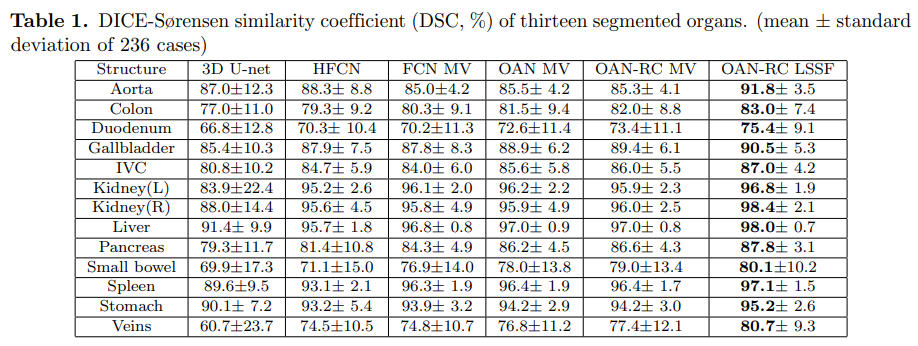 Table 1. DICE-Sørensen similarity coefficient (DSC, %) of thirteen segmented organs. (mean ± standard
deviation of 236 cases)
Structure 3D U-net HFCN FCN MV OAN MV OAN-RC MV OAN-RC LSSF
Aorta 87.0±12.3 88.3± 8.8 85.0±4.2 85.5± 4.2 85.3± 4.1 91.8± 3.5
Colon 77.0±11.0 79.3± 9.2 80.3± 9.1 81.5± 9.4 82.0± 8.8 83.0± 7.4
Duodenum 66.8±12.8 70.3± 10.4 70.2±11.3 72.6±11.4 73.4±11.1 75.4± 9.1
Gallbladder 85.4±10.3 87.9± 7.5 87.8± 8.3 88.9± 6.2 89.4± 6.1 90.5± 5.3
IVC 80.8±10.2 84.7± 5.9 84.0± 6.0 85.6± 5.8 86.0± 5.5 87.0± 4.2
Kidney(L) 83.9±22.4 95.2± 2.6 96.1± 2.0 96.2± 2.2 95.9± 2.3 96.8± 1.9
Kidney(R) 88.0±14.4 95.6± 4.5 95.8± 4.9 95.9± 4.9 96.0± 2.5 98.4± 2.1
Liver 91.4± 9.9 95.7± 1.8 96.8± 0.8 97.0± 0.9 97.0± 0.8 98.0± 0.7
Pancreas 79.3±11.7 81.4±10.8 84.3± 4.9 86.2± 4.5 86.6± 4.3 87.8± 3.1
Small bowel 69.9±17.3 71.1±15.0 76.9±14.0 78.0±13.8 79.0±13.4 80.1±10.2
Spleen 89.6±9.5 93.1± 2.1 96.3± 1.9 96.4± 1.9 96.4± 1.7 97.1± 1.5
Stomach 90.1± 7.2 93.2± 5.4 93.9± 3.2 94.2± 2.9 94.2± 3.0 95.2± 2.6
Veins 60.7±23.7 74.5±10.5 74.8±10.7 76.8±11.2 77.4±12.1 80.7± 9.3